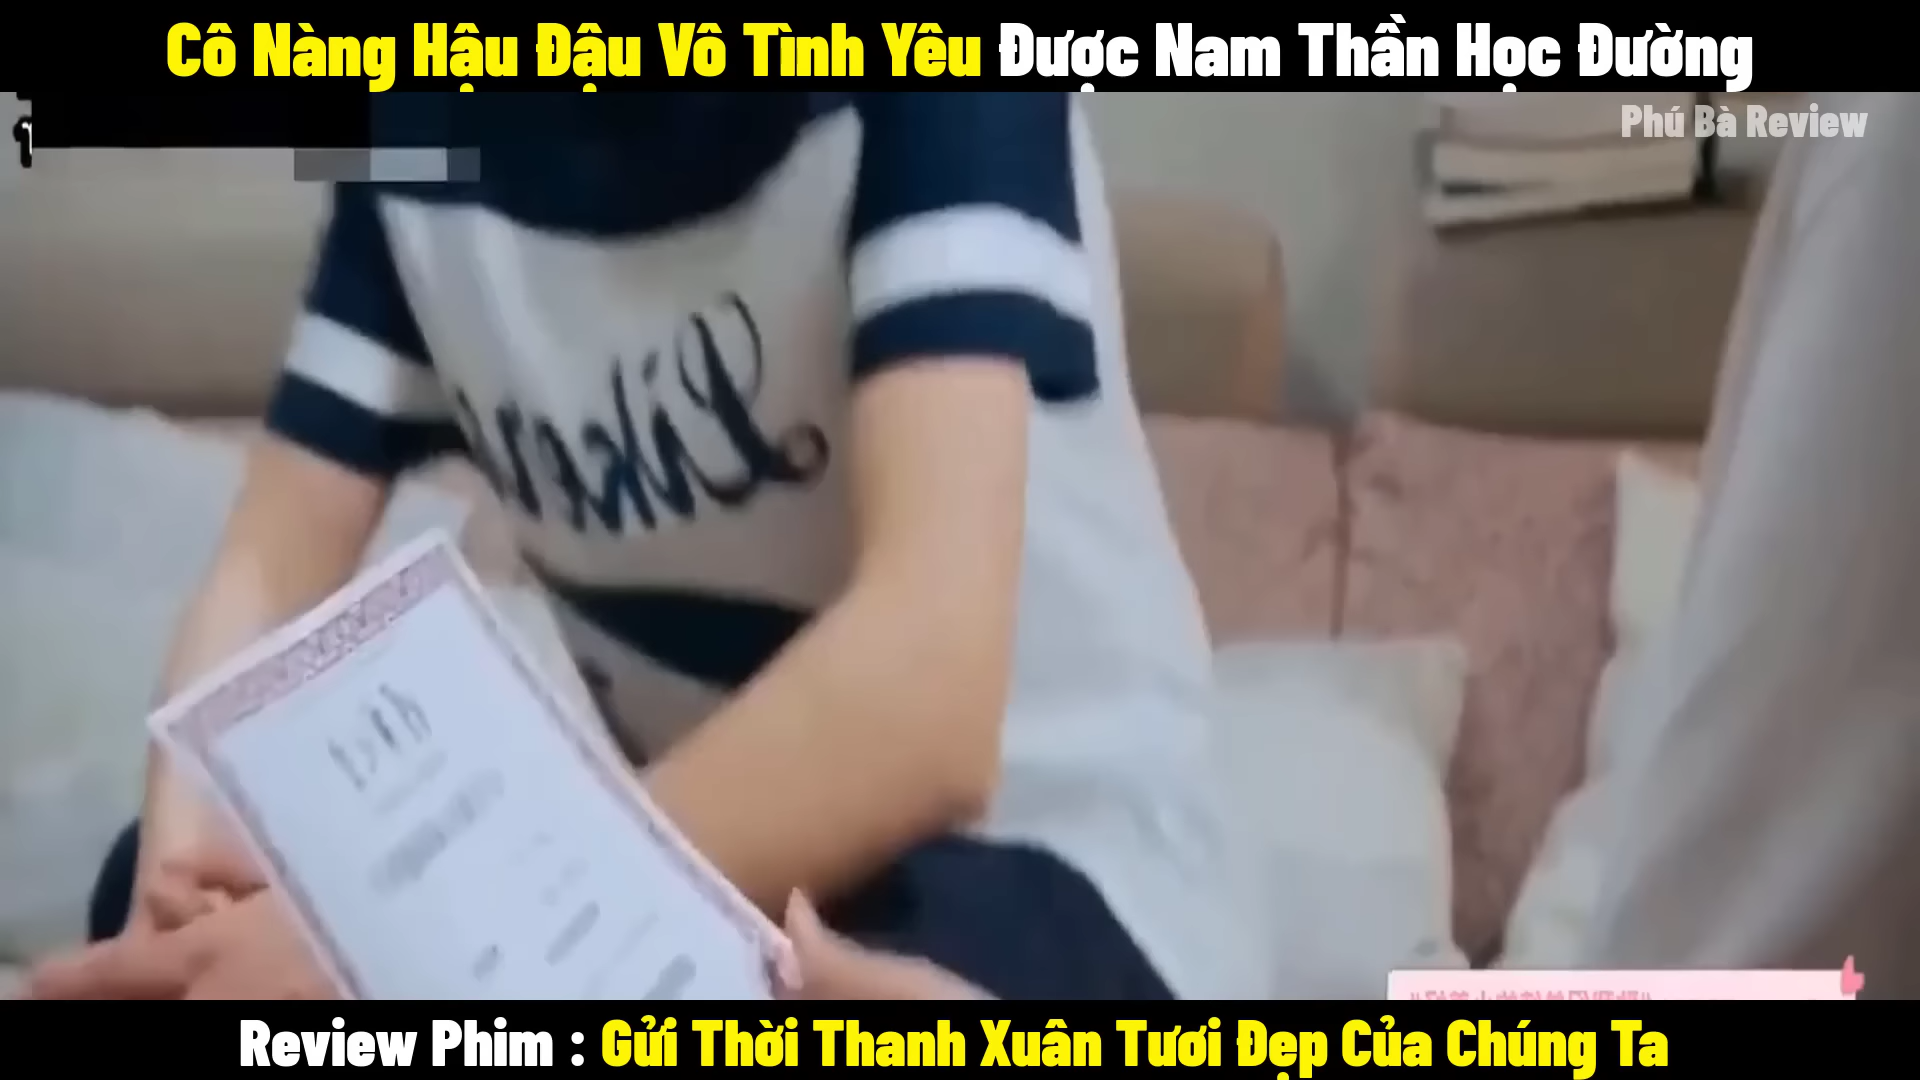 Cô Nàng Hậu Đậu Vô Tình Yêu Được Nam Thần Học Đường
Phú Bà Review
Review Phim : Gửi Thời Thanh Xuân Tươi Đẹp Của Chúng Ta